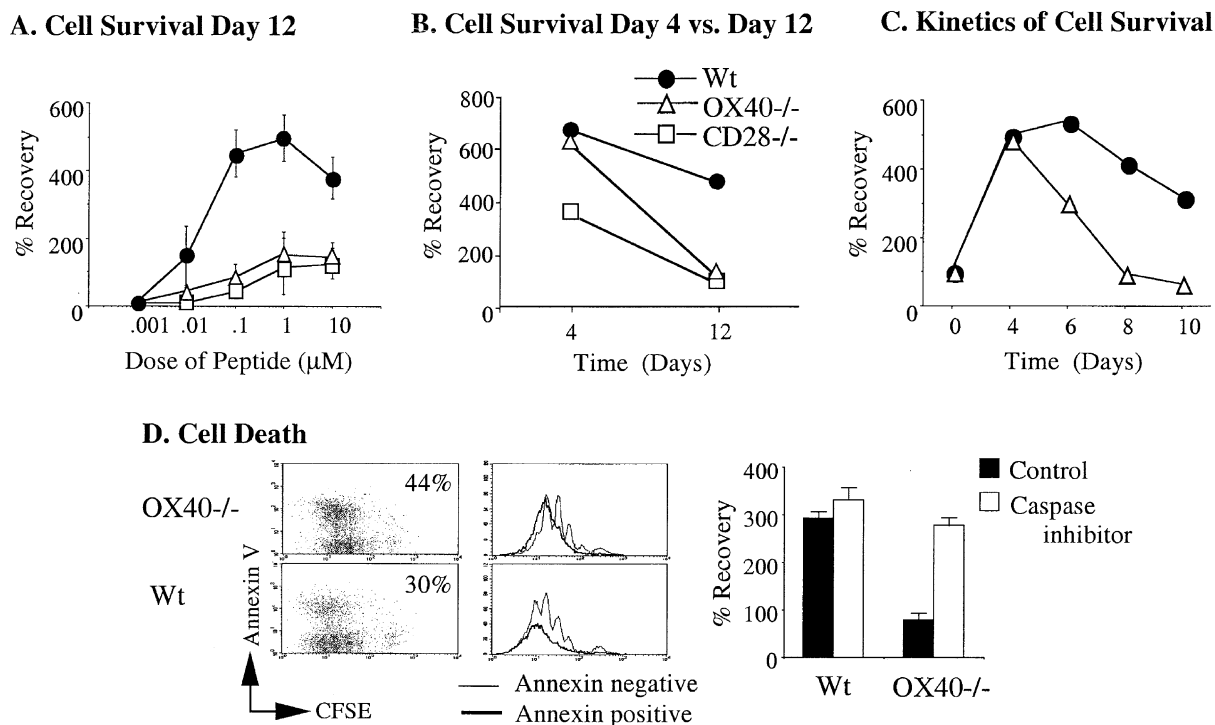 A. Cell Survival Day 12
B. Cell Survival Day 4 vs. Day 12
C. Kinetics of Cell Survival
Wt
OX40-/-
CD28-/-
% Recovery
600
400
200
0
.001 .01 .1 1 10
Dose of Peptide (μM)
% Recovery
800
600
400
200
0
4 12
Time (Days)
% Recovery
600
400
200
0
0 4 6 8 10
Time (Days)
D. Cell Death
OX40-/-
44%
Wt
30%
Annexin V
CFSE
Annexin negative
Annexin positive
% Recovery
400
300
200
100
0
Wt OX40-/-
Control
Caspase
inhibitor